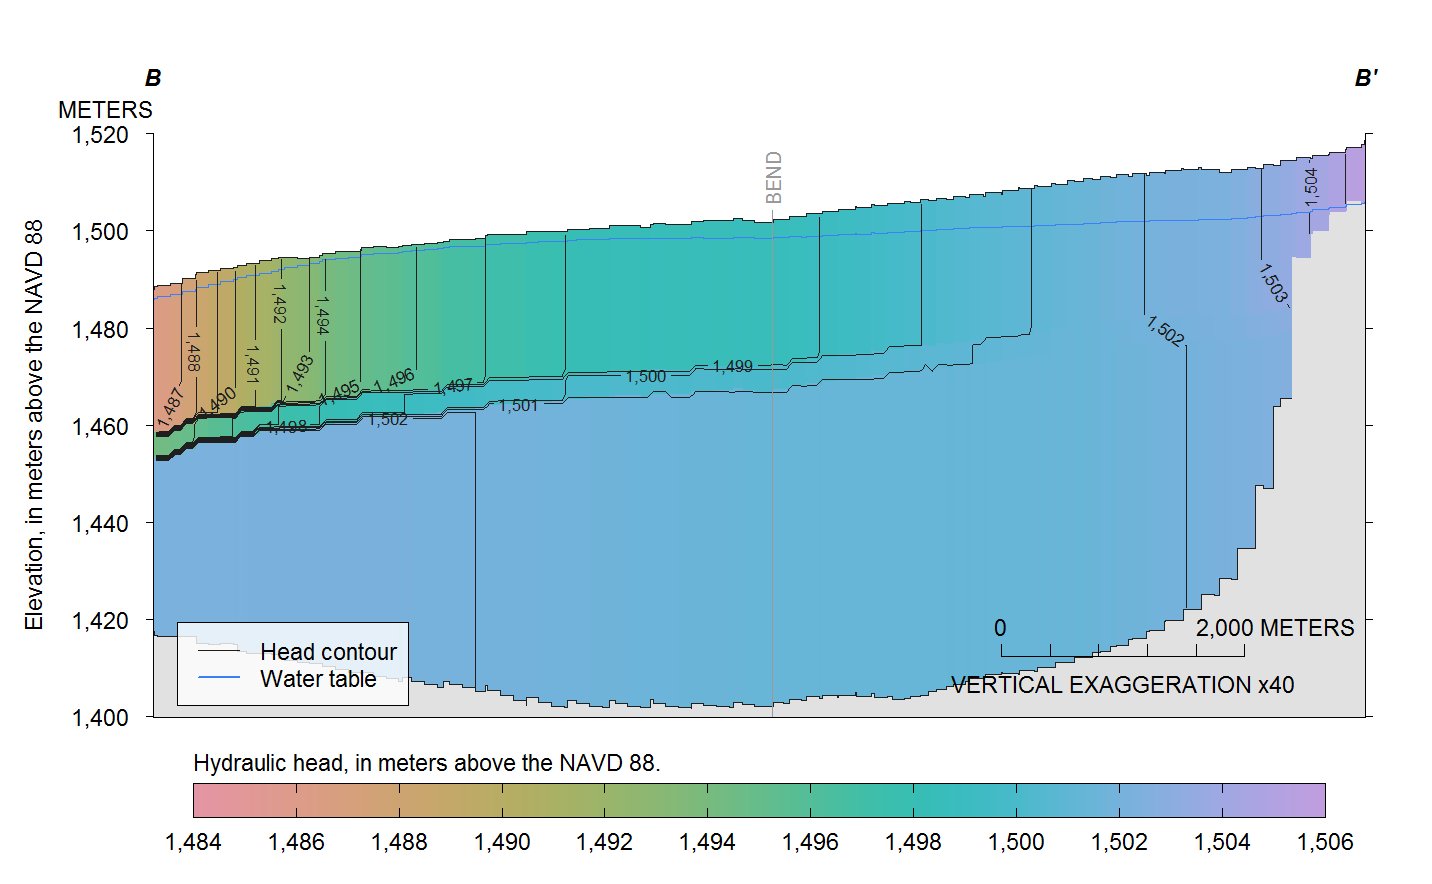 B
B'
METERS
1,520
1,500
1,480
1,460
1,440
1,420
1,400
Elevation, in meters above the NAVD 88
BEND
1,487
1,488
1,490
1,491
1,492
1,493
1,494
1,495
1,496
1,497
1,498
1,499
1,500
1,501
1,502
1,502
1,503
1,504
Head contour
Water table
0 2,000 METERS
VERTICAL EXAGGERATION x40
Hydraulic head, in meters above the NAVD 88.
1,484 1,486 1,488 1,490 1,492 1,494 1,496 1,498 1,500 1,502 1,504 1,506